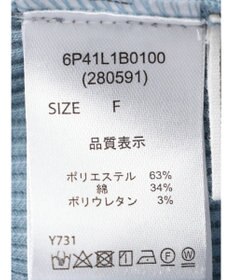 6P41L1B0100
(280591)
SIZE F
品質表示
ポリエステル 63%
綿 34%
ポリウレタン 3%
Y731